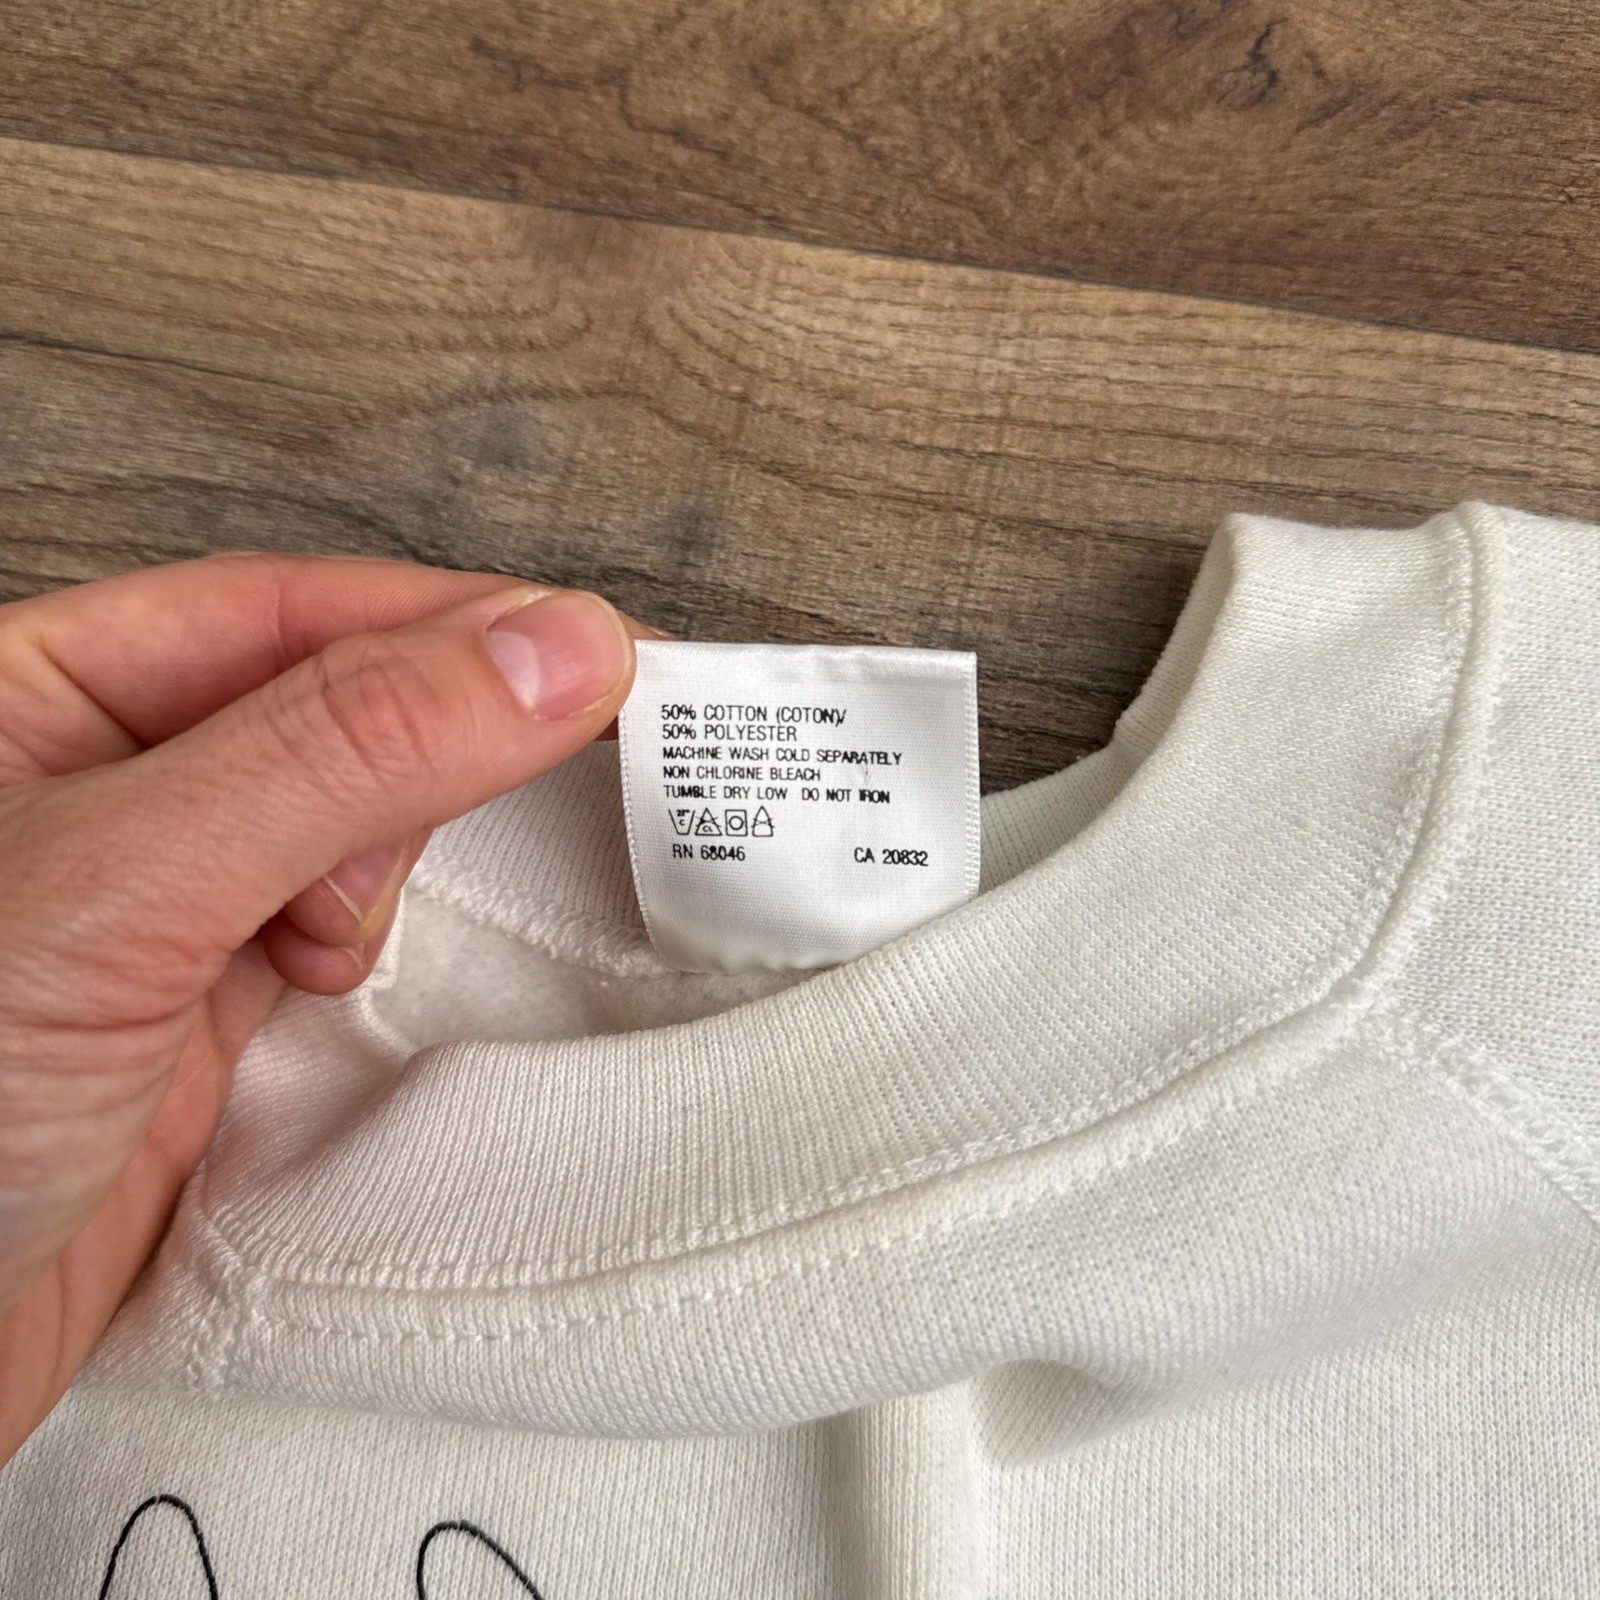 50% COTTON (COTON)/
50% POLYESTER
MACHINE WASH COLD SEPARATELY
NON CHLORINE BLEACH
TUMBLE DRY LOW DO NOT IRON
CL
RN 68046 CA 20832